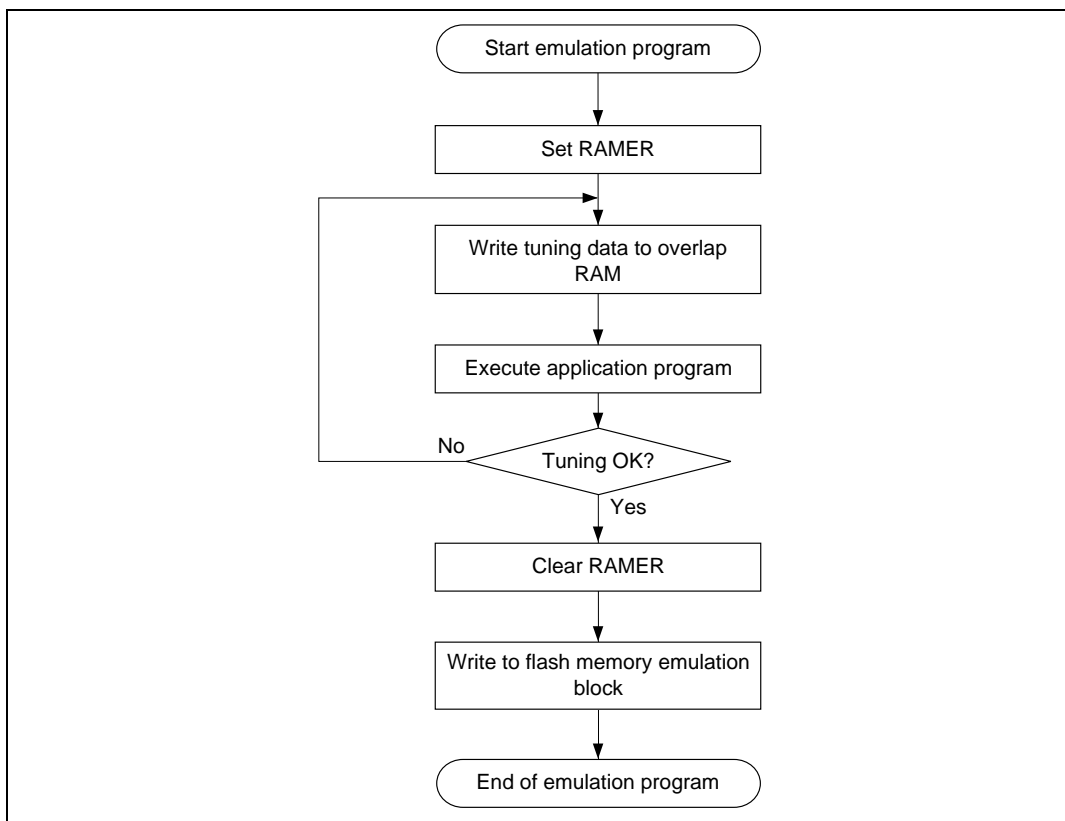 Start emulation program
Set RAMER
Write tuning data to overlap
RAM
Execute application program
No
Tuning OK?
Yes
Clear RAMER
Write to flash memory emulation
block
End of emulation program